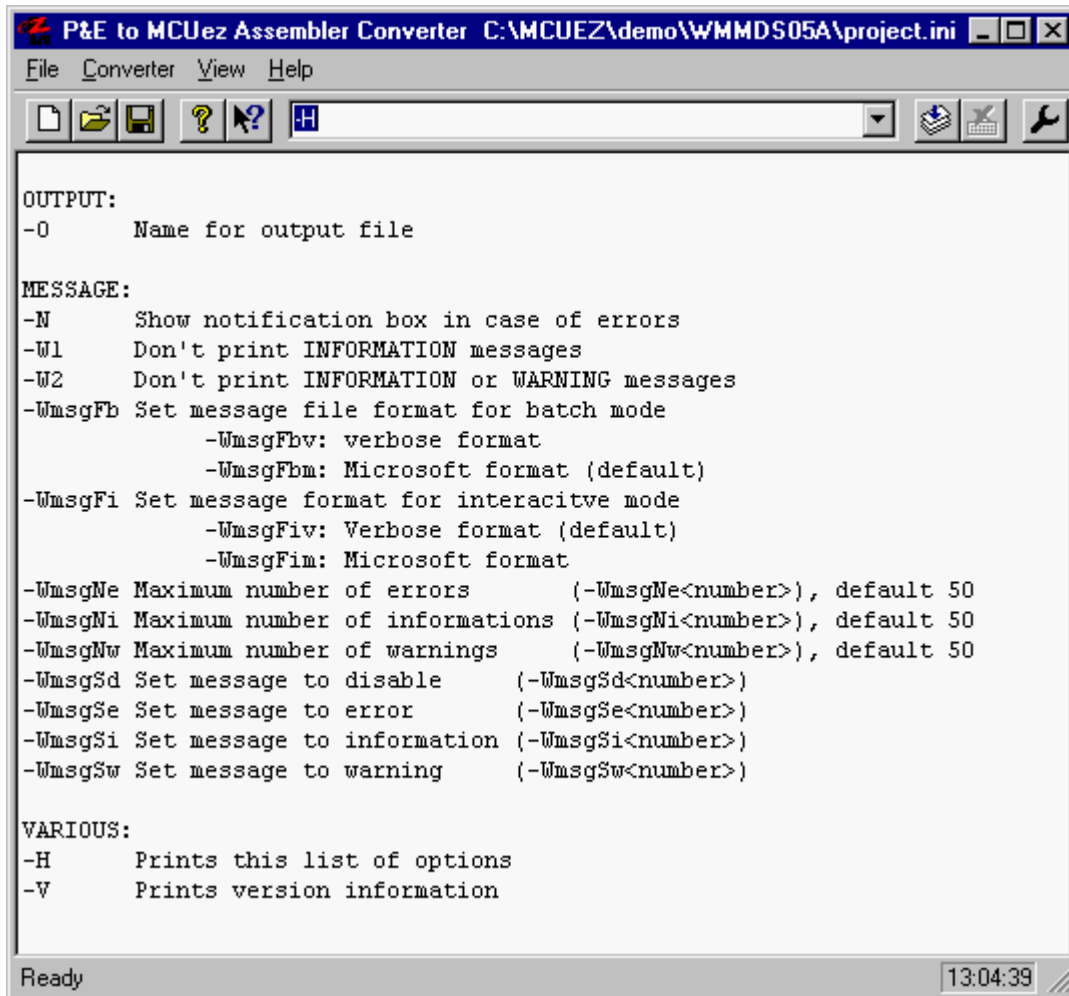 P&E to MCUez Assembler Converter C:\MCUEZ\demo\WMMDS05A\project.ini
File Converter View Help
-H
OUTPUT:
-O Name for output file
MESSAGE:
-N Show notification box in case of errors
-W1 Don't print INFORMATION messages
-W2 Don't print INFORMATION or WARNING messages
-WmsgFb Set message file format for batch mode
-WmsgFbv: verbose format
-WmsgFbm: Microsoft format (default)
-WmsgFi Set message format for interacitve mode
-WmsgFiv: Verbose format (default)
-WmsgFim: Microsoft format
-WmsgNe Maximum number of errors (-WmsgNe<number>), default 50
-WmsgNi Maximum number of informations (-WmsgNi<number>), default 50
-WmsgNw Maximum number of warnings (-WmsgNw<number>), default 50
-WmsgSd Set message to disable (-WmsgSd<number>)
-WmsgSe Set message to error (-WmsgSe<number>)
-WmsgSi Set message to information (-WmsgSi<number>)
-WmsgSw Set message to warning (-WmsgSw<number>)
VARIOUS:
-H Prints this list of options
-V Prints version information
Ready 13:04:39